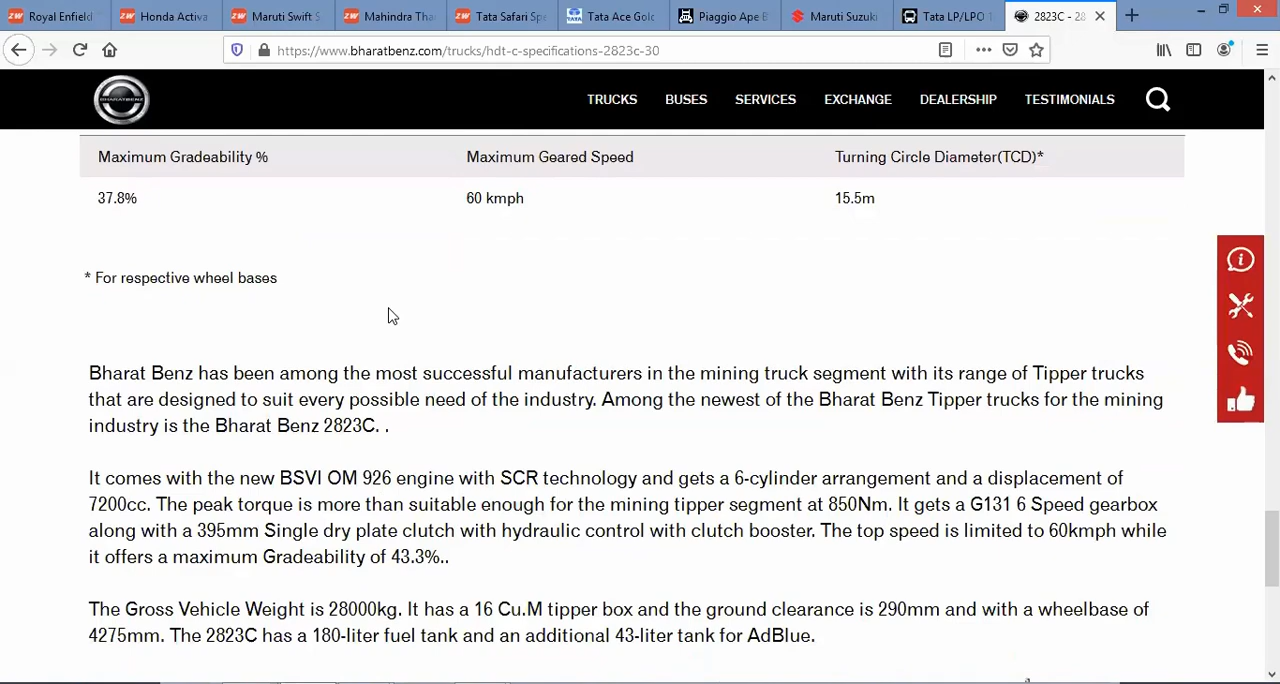 Royal Enfield
Honda Activa
Maruti Swift S
Mahindra Tha
Tata Safari Spe
Tata Ace Gold
Piaggio Ape E
Maruti Suzuki
Tata LP/LPO 1
2823C - 28
https://www.bharatbenz.com/trucks/hdt-c-specifications-2823c-30
BHARATBENZ
TRUCKS BUSES SERVICES EXCHANGE DEALERSHIP TESTIMONIALS
Maximum Gradeability % Maximum Geared Speed Turning Circle Diameter(TCD)*
37.8% 60 kmph 15.5m
* For respective wheel bases
Bharat Benz has been among the most successful manufacturers in the mining truck segment with its range of Tipper trucks
that are designed to suit every possible need of the industry. Among the newest of the Bharat Benz Tipper trucks for the mining
industry is the Bharat Benz 2823C. .
It comes with the new BSVI OM 926 engine with SCR technology and gets a 6-cylinder arrangement and a displacement of
7200cc. The peak torque is more than suitable enough for the mining tipper segment at 850Nm. It gets a G131 6 Speed gearbox
along with a 395mm Single dry plate clutch with hydraulic control with clutch booster. The top speed is limited to 60kmph while
it offers a maximum Gradeability of 43.3%..
The Gross Vehicle Weight is 28000kg. It has a 16 Cu.M tipper box and the ground clearance is 290mm and with a wheelbase of
4275mm. The 2823C has a 180-liter fuel tank and an additional 43-liter tank for AdBlue.